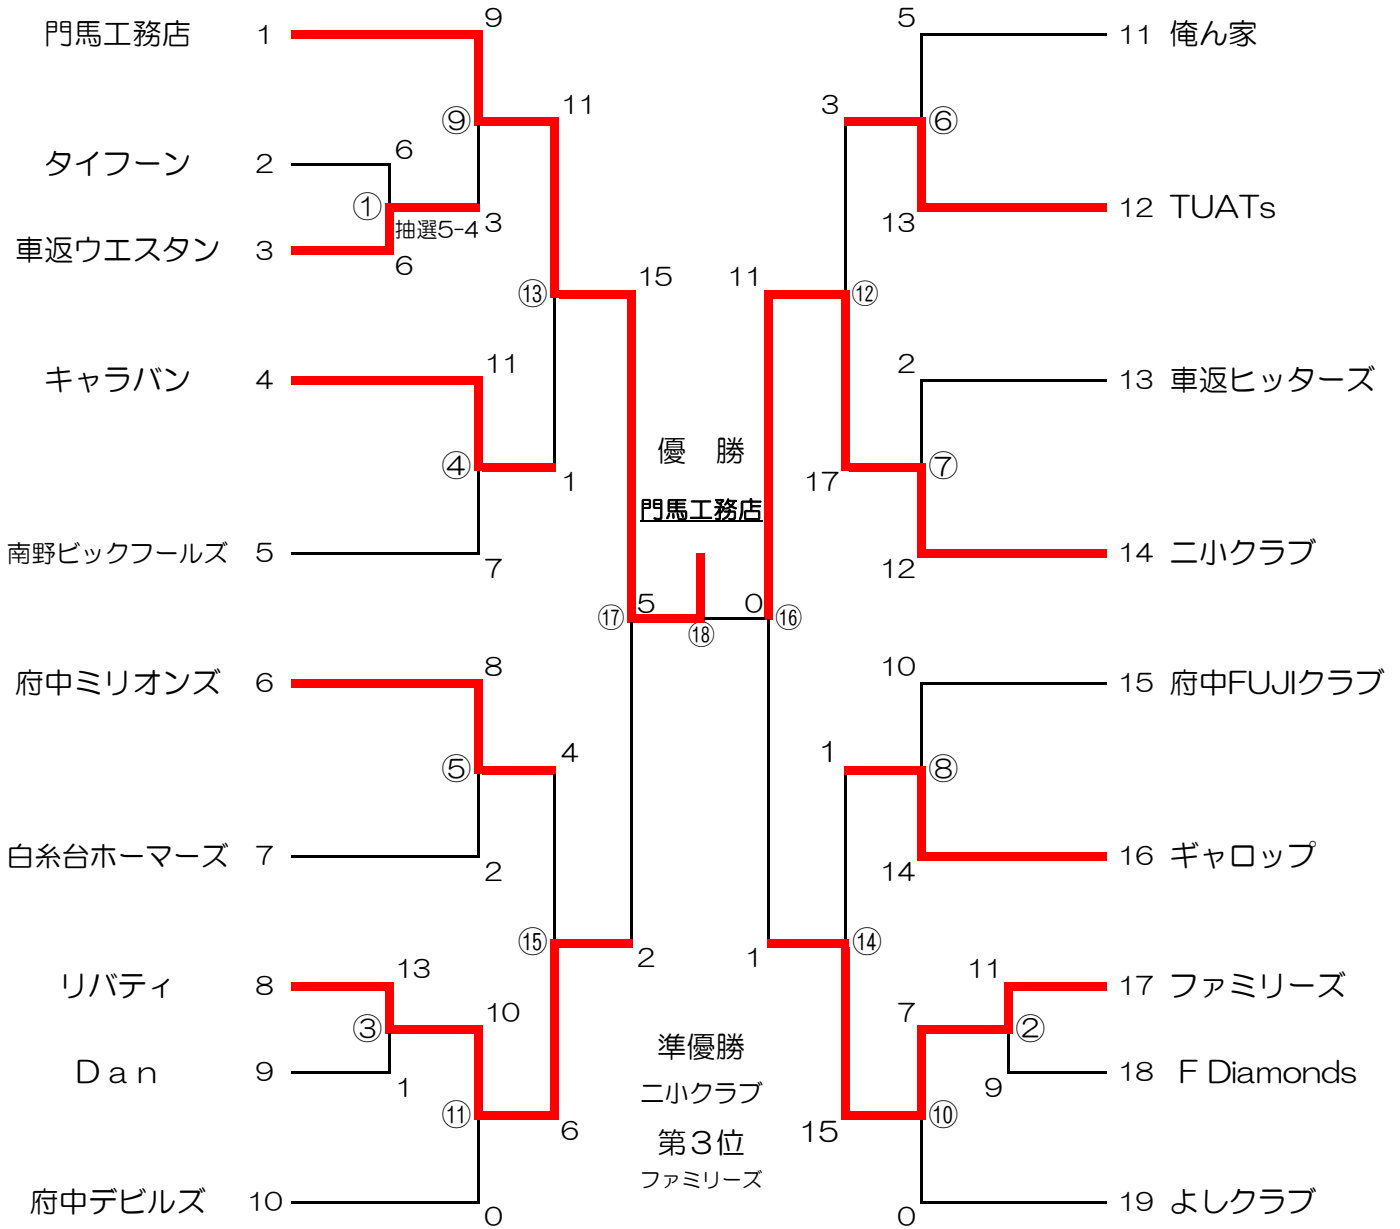 門馬工務店 1 9
タイフーン 2 6
① 抽選5-4 3
車返ウエスタン 3 6
⑨ 11
⑬ 15
キャラバン 4 11
④ 1
南野ビックフールズ 5 7
府中ミリオンズ 6 8
⑤ 4
白糸台ホーマーズ 7 2
⑮ 2
リバティ 8 13
③ 10
Ｄａｎ 9 1
⑪ 6
府中デビルズ 10 0
優　勝
門馬工務店
⑰ 5 ⑱ 0 ⑯
準優勝
二小クラブ
第３位
ファミリーズ
5 11 俺ん家
3 ⑥
13 12 TUATs
11 ⑫
2 13 車返ヒッターズ
17 ⑦
12 14 二小クラブ
10 15 府中FUJIクラブ
1 ⑧
14 16 ギャロップ
1 ⑭
11 17 ファミリーズ
7 ②
9 18 F Diamonds
15 ⑩
0 19 よしクラブ